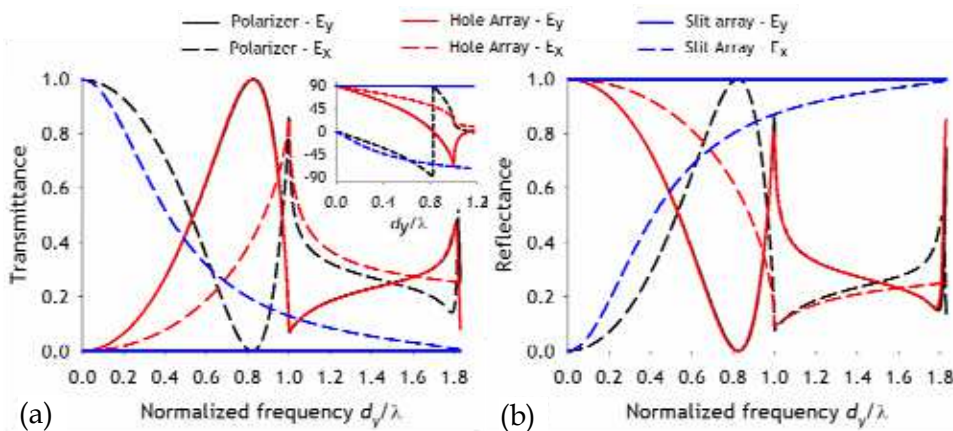 Polarizer - Ey Hole Array - Ey Slit array - Ey
Polarizer - Ex Hole Array - Ex Slit Array - Ex
1.0
0.8
0.6
0.4
0.2
0.0
Transmittance
0.0 0.2 0.4 0.6 0.8 1.0 1.2 1.4 1.6 1.8
(a) Normalized frequency dy/λ
90
45
0
-45
-90
0.0 0.4 0.8 1.2
dy/λ
1.0
0.8
0.6
0.4
0.2
0.0
Reflectance
0.0 0.2 0.4 0.6 0.8 1.0 1.2 1.4 1.6 1.8
(b) Normalized frequency dy/λ